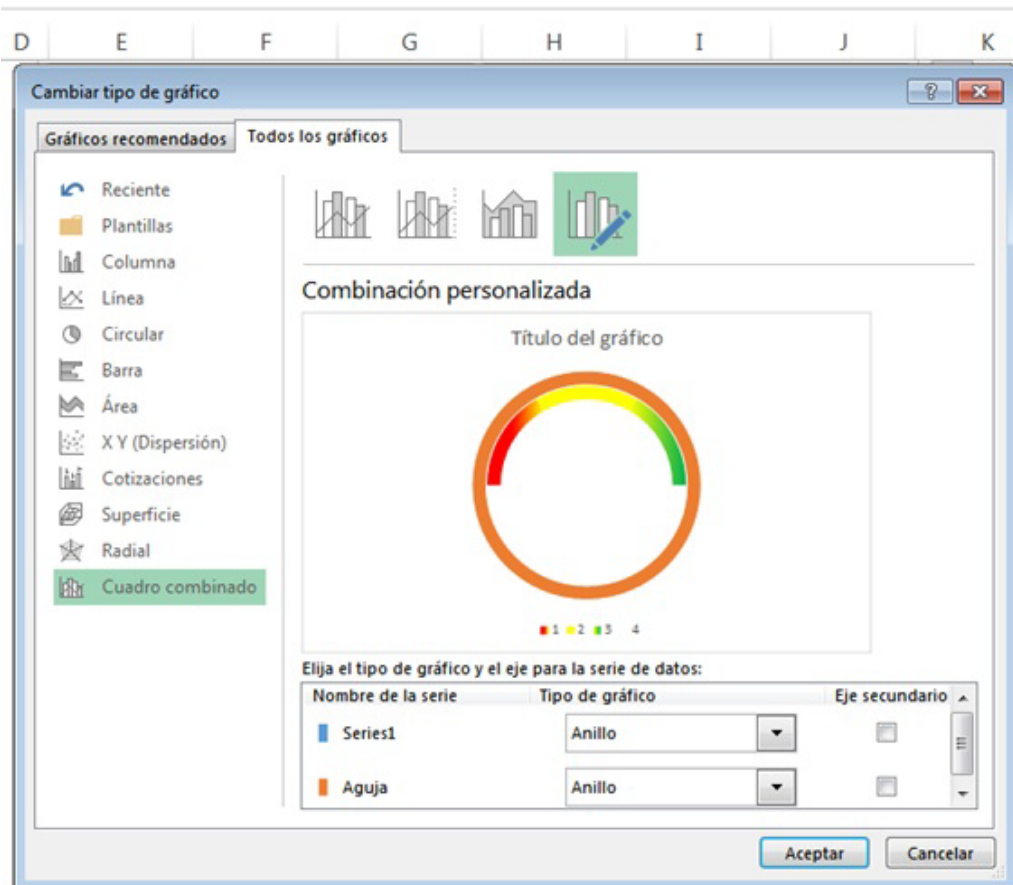 D E F G H I J K
Cambiar tipo de gráfico
Gráficos recomendados Todos los gráficos
Reciente
Plantillas
Columna
Línea
Circular
Barra
Área
X Y (Dispersión)
Cotizaciones
Superficie
Radial
Cuadro combinado
Combinación personalizada
Título del gráfico
1 2 3 4
Elija el tipo de gráfico y el eje para la serie de datos:
Nombre de la serie Tipo de gráfico Eje secundario
Series1 Anillo
Aguja Anillo
Aceptar Cancelar